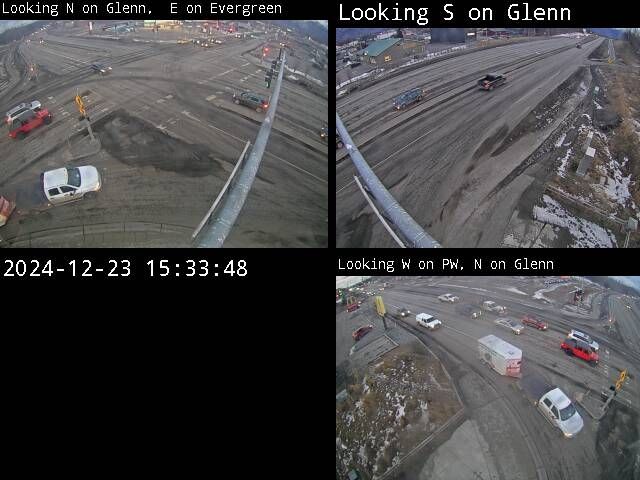 Looking N on Glenn,  E on Evergreen
Looking S on Glenn
2024-12-23 15:33:48
Looking W on PW, N on Glenn